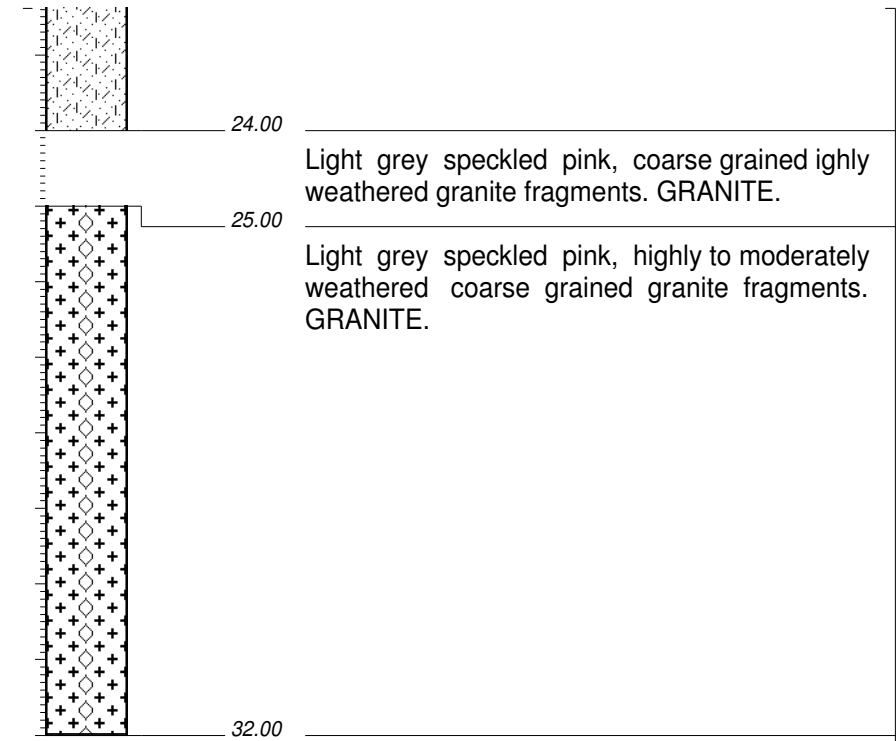 24.00
Light grey speckled pink, coarse grained ighly
weathered granite fragments. GRANITE.
25.00
Light grey speckled pink, highly to moderately
weathered coarse grained granite fragments.
GRANITE.
32.00